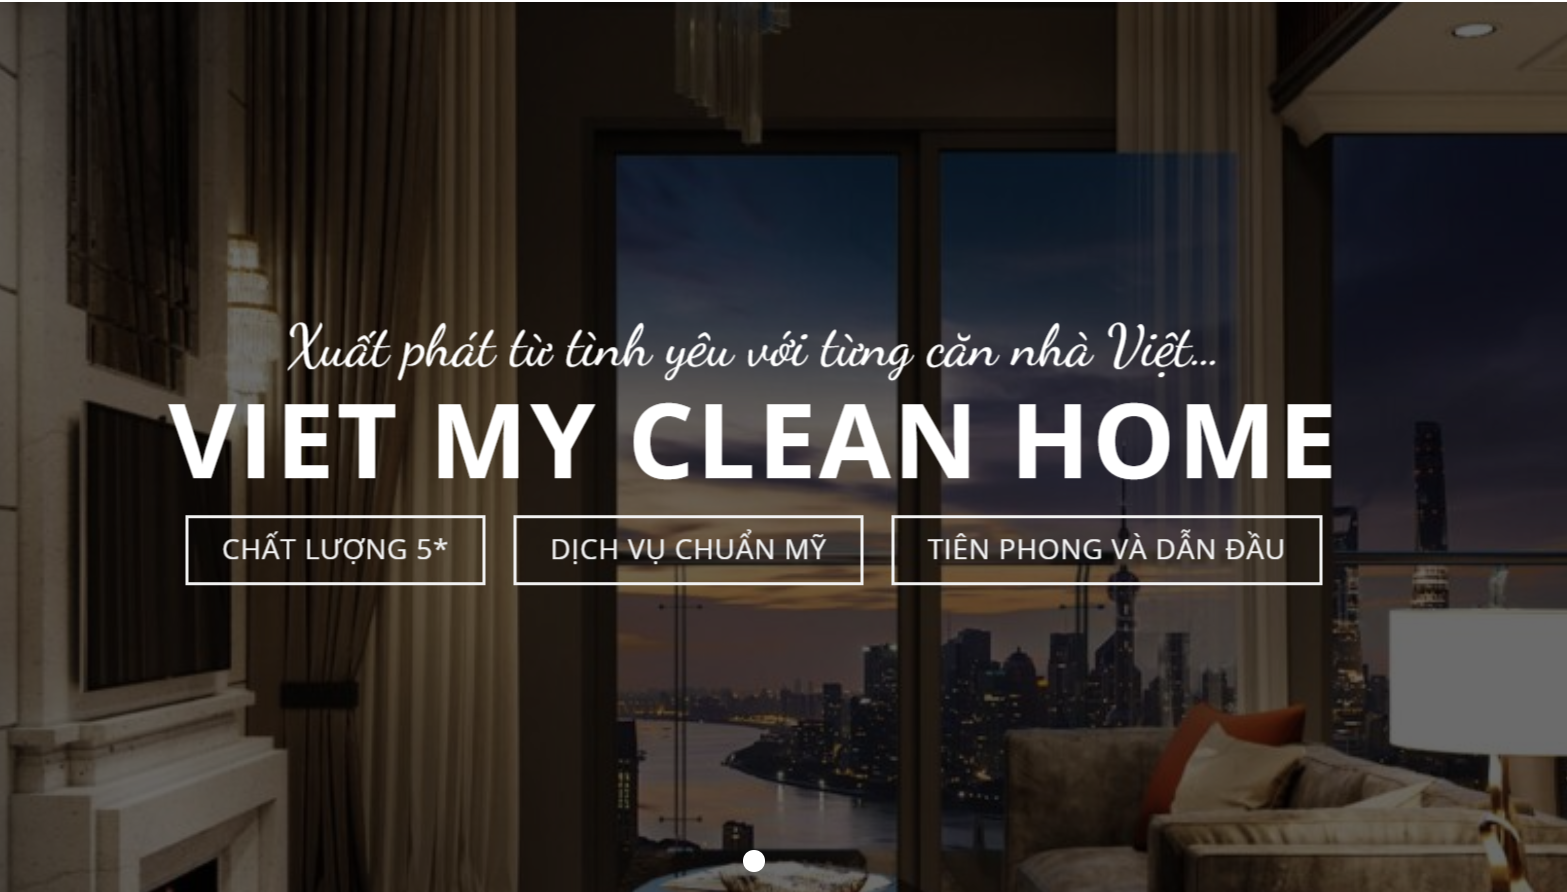 Xuất phát từ tình yêu với từng căn nhà Việt...
VIET MY CLEAN HOME
CHẤT LƯỢNG 5*
DỊCH VỤ CHUẨN MỸ
TIÊN PHONG VÀ DẪN ĐẦU